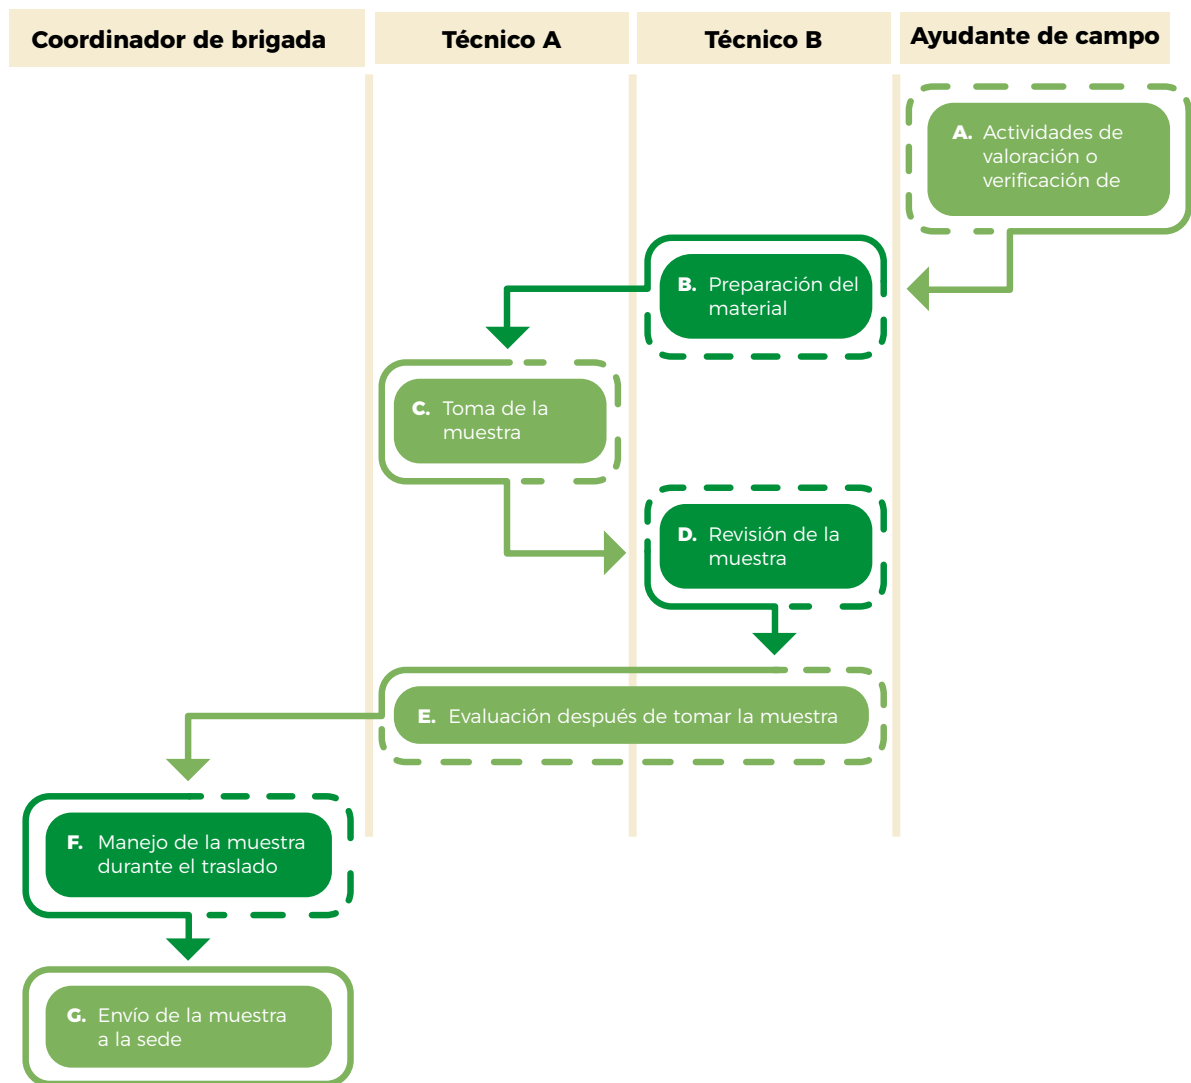 Coordinador de brigada
Técnico A
Técnico B
Ayudante de campo
A. Actividades de
valoración o
verificación de
B. Preparación del
material
C. Toma de la
muestra
D. Revisión de la
muestra
E. Evaluación después de tomar la muestra
F. Manejo de la muestra
durante el traslado
G. Envío de la muestra
a la sede